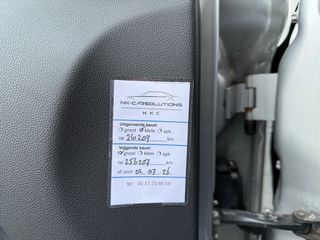 NK-CARSOLUTIONS
N K C
Uitgevoerde beurt
groot klein apk
op 241207 km
Volgende beurt
groot klein apk
op 256207 km
of voor 02 07 26
tel : 06 17 21 66 59